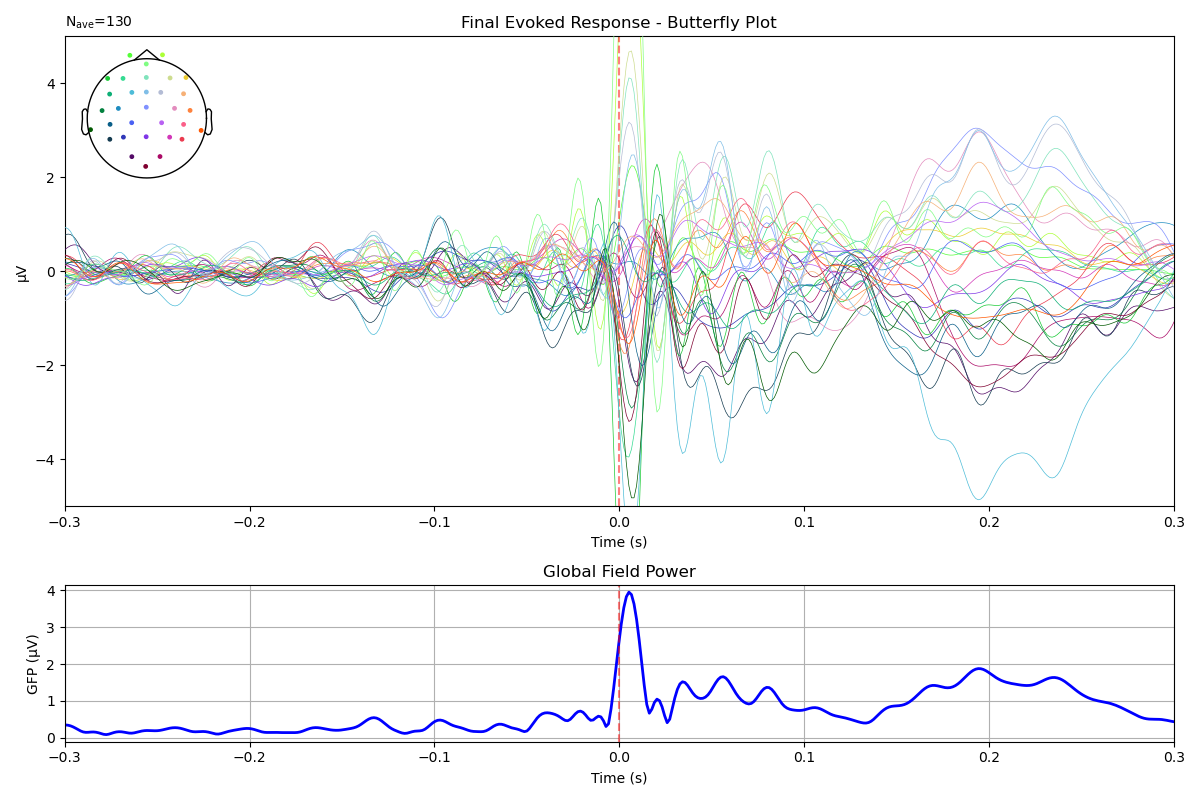 N_ave=130
Final Evoked Response - Butterfly Plot
µV
4
2
0
−2
−4
−0.3 −0.2 −0.1 0.0 0.1 0.2 0.3
Time (s)
Global Field Power
GFP (µV)
4
3
2
1
0
−0.3 −0.2 −0.1 0.0 0.1 0.2 0.3
Time (s)